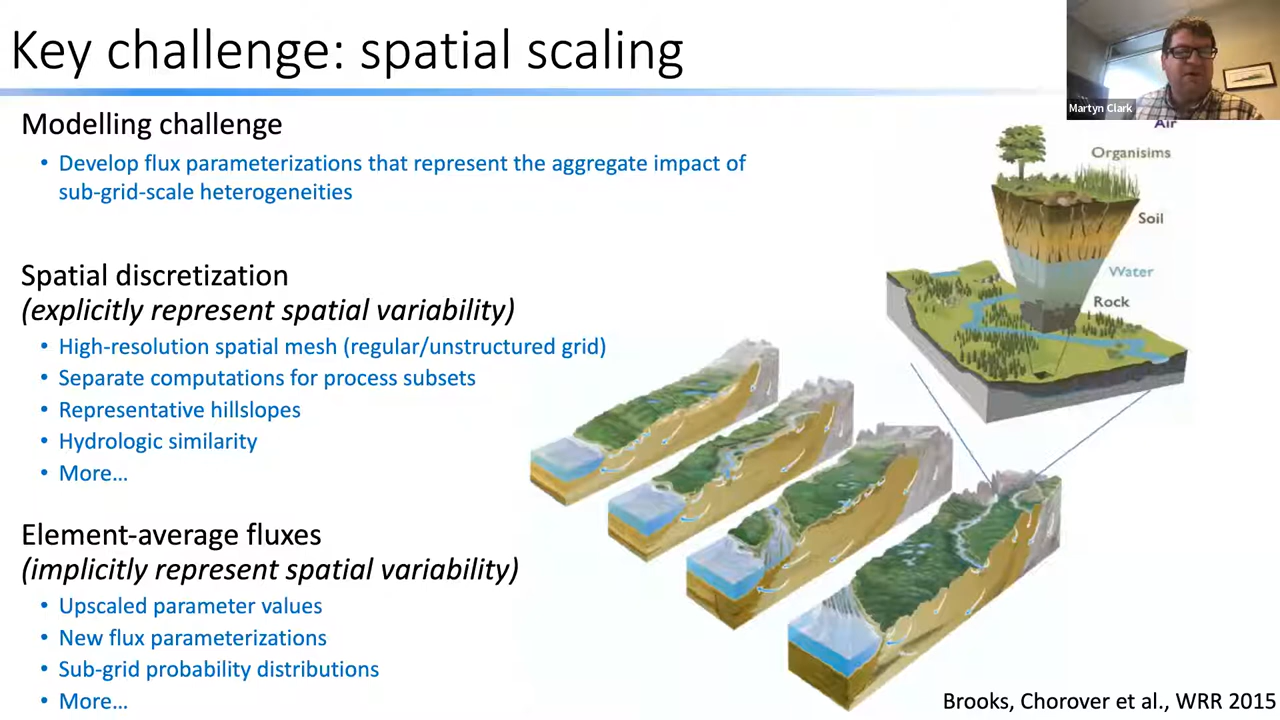 Key challenge: spatial scaling
Martyn Clark
Modelling challenge
• Develop flux parameterizations that represent the aggregate impact of
sub-grid-scale heterogeneities
Spatial discretization
(explicitly represent spatial variability)
• High-resolution spatial mesh (regular/unstructured grid)
• Separate computations for process subsets
• Representative hillslopes
• Hydrologic similarity
• More…
Element-average fluxes
(implicitly represent spatial variability)
• Upscaled parameter values
• New flux parameterizations
• Sub-grid probability distributions
• More…
Air
Organisims
Soil
Water
Rock
Brooks, Chorover et al., WRR 2015